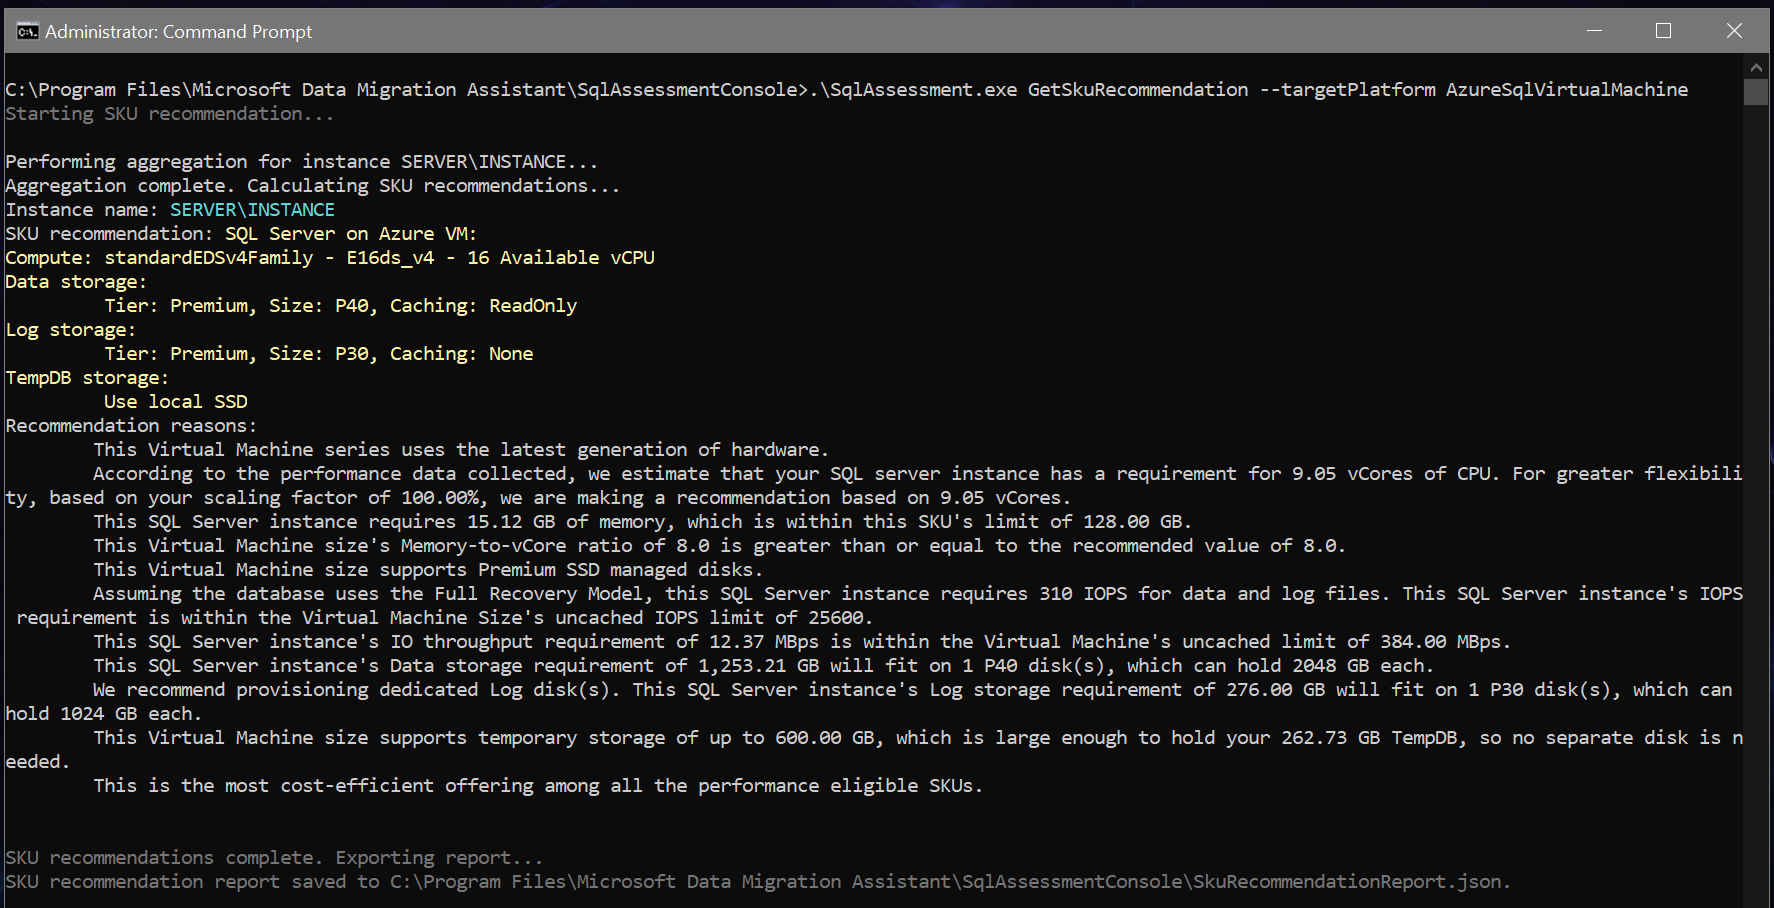 Administrator: Command Prompt
C:\Program Files\Microsoft Data Migration Assistant\SqlAssessmentConsole>.\SqlAssessment.exe GetSkuRecommendation --targetPlatform AzureSqlVirtualMachine
Starting SKU recommendation...
Performing aggregation for instance SERVER\INSTANCE...
Aggregation complete. Calculating SKU recommendations...
Instance name: SERVER\INSTANCE
SKU recommendation: SQL Server on Azure VM:
Compute: standardEDSv4Family - E16ds_v4 - 16 Available vCPU
Data storage:
Tier: Premium, Size: P40, Caching: ReadOnly
Log storage:
Tier: Premium, Size: P30, Caching: None
TempDB storage:
Use local SSD
Recommendation reasons:
This Virtual Machine series uses the latest generation of hardware.
According to the performance data collected, we estimate that your SQL server instance has a requirement for 9.05 vCores of CPU. For greater flexibili
ty, based on your scaling factor of 100.00%, we are making a recommendation based on 9.05 vCores.
This SQL Server instance requires 15.12 GB of memory, which is within this SKU's limit of 128.00 GB.
This Virtual Machine size's Memory-to-vCore ratio of 8.0 is greater than or equal to the recommended value of 8.0.
This Virtual Machine size supports Premium SSD managed disks.
Assuming the database uses the Full Recovery Model, this SQL Server instance requires 310 IOPS for data and log files. This SQL Server instance's IOPS
requirement is within the Virtual Machine Size's uncached IOPS limit of 25600.
This SQL Server instance's IO throughput requirement of 12.37 MBps is within the Virtual Machine's uncached limit of 384.00 MBps.
This SQL Server instance's Data storage requirement of 1,253.21 GB will fit on 1 P40 disk(s), which can hold 2048 GB each.
We recommend provisioning dedicated Log disk(s). This SQL Server instance's Log storage requirement of 276.00 GB will fit on 1 P30 disk(s), which can
hold 1024 GB each.
This Virtual Machine size supports temporary storage of up to 600.00 GB, which is large enough to hold your 262.73 GB TempDB, so no separate disk is n
eeded.
This is the most cost-efficient offering among all the performance eligible SKUs.
SKU recommendations complete. Exporting report...
SKU recommendation report saved to C:\Program Files\Microsoft Data Migration Assistant\SqlAssessmentConsole\SkuRecommendationReport.json.